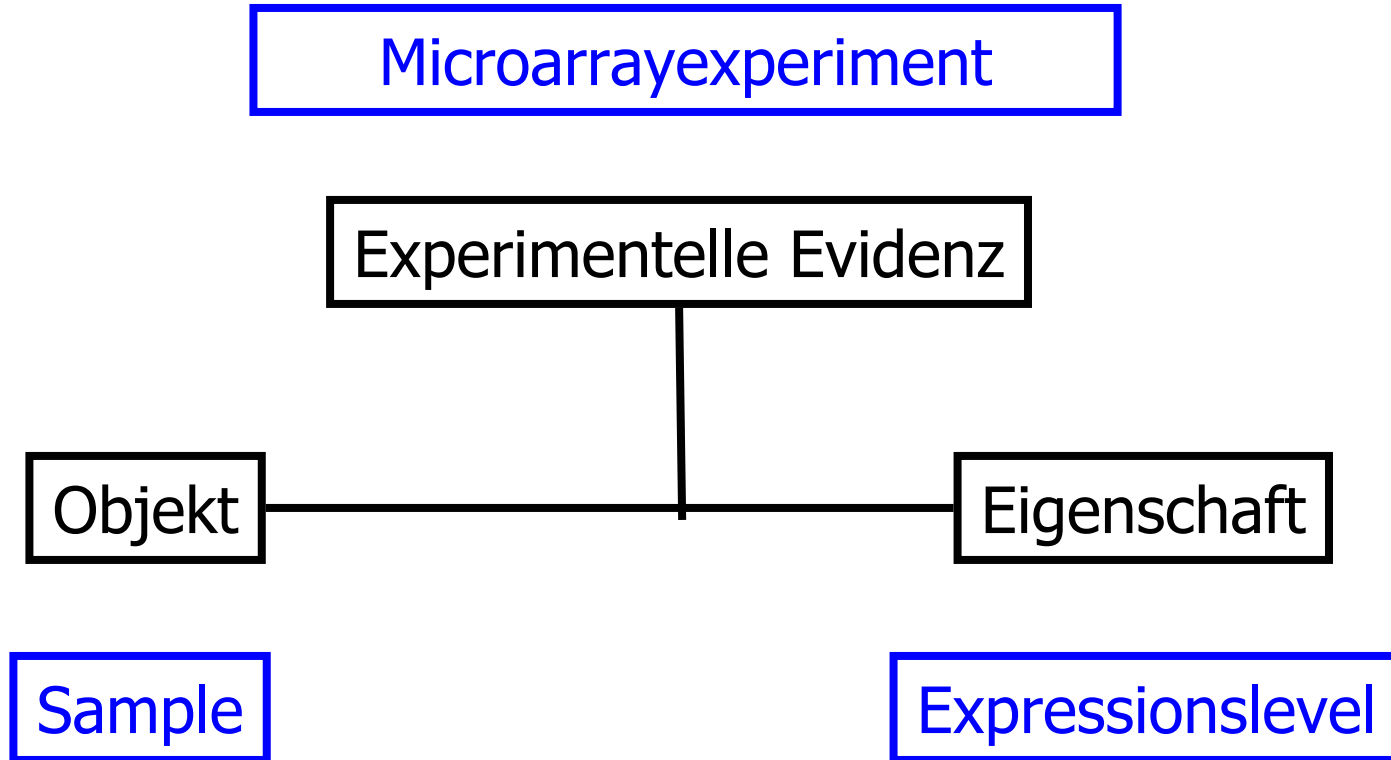 Microarrayexperiment
Experimentelle Evidenz
Objekt
Eigenschaft
Sample
Expressionslevel